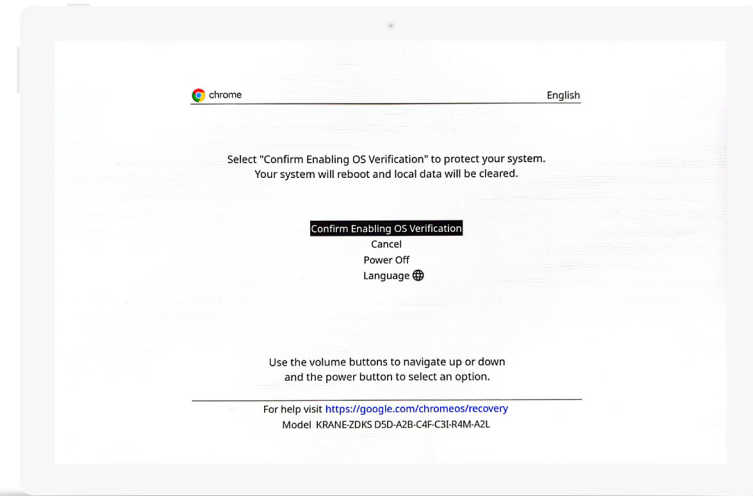 chrome
English
Select "Confirm Enabling OS Verification" to protect your system.
Your system will reboot and local data will be cleared.
Confirm Enabling OS Verification
Cancel
Power Off
Language
Use the volume buttons to navigate up or down
and the power button to select an option.
For help visit https://google.com/chromeos/recovery
Model KRANE-ZDKS D5D-A2B-C4F-C3I-R4M-A2L